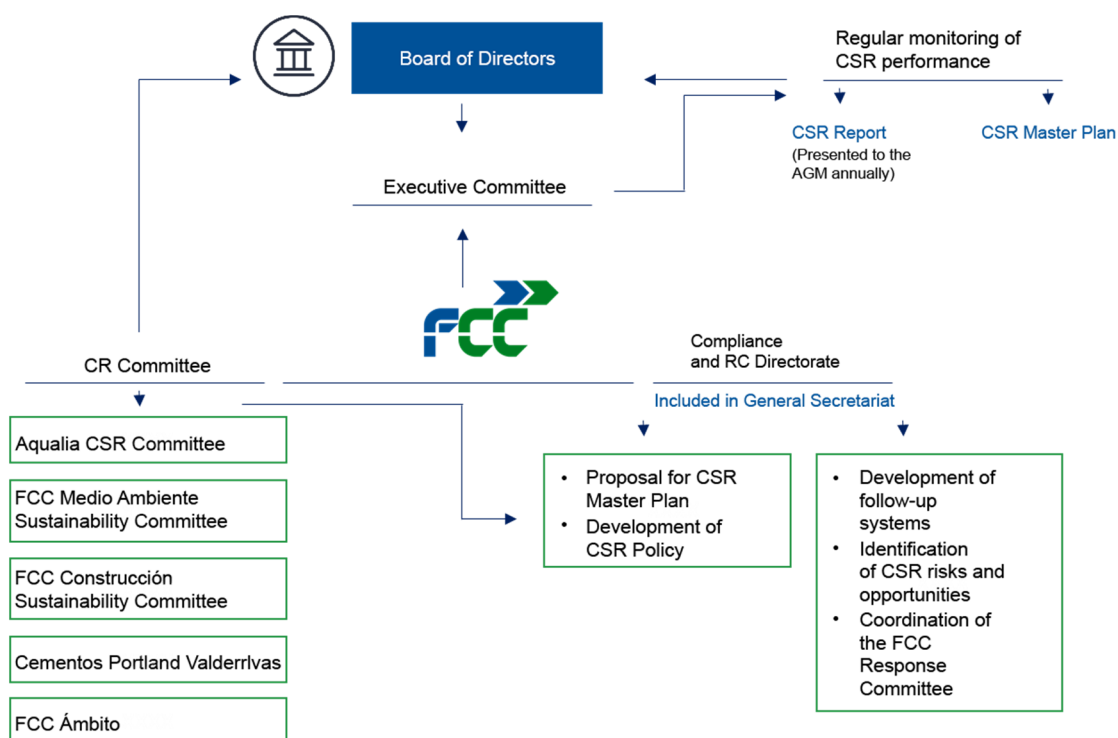 Board of Directors
Regular monitoring of
CSR performance
CSR Report
(Presented to the
AGM annually)
CSR Master Plan
Executive Committee
FCC
CR Committee
Compliance
and RC Directorate
Included in General Secretariat
Aqualia CSR Committee
FCC Medio Ambiente
Sustainability Committee
FCC Construcción
Sustainability Committee
Cementos Portland Valderrlvas
FCC Ámbito
• Proposal for CSR
Master Plan
• Development of
CSR Policy
• Development of
follow-up
systems
• Identification
of CSR risks and
opportunities
• Coordination of
the FCC
Response
Committee